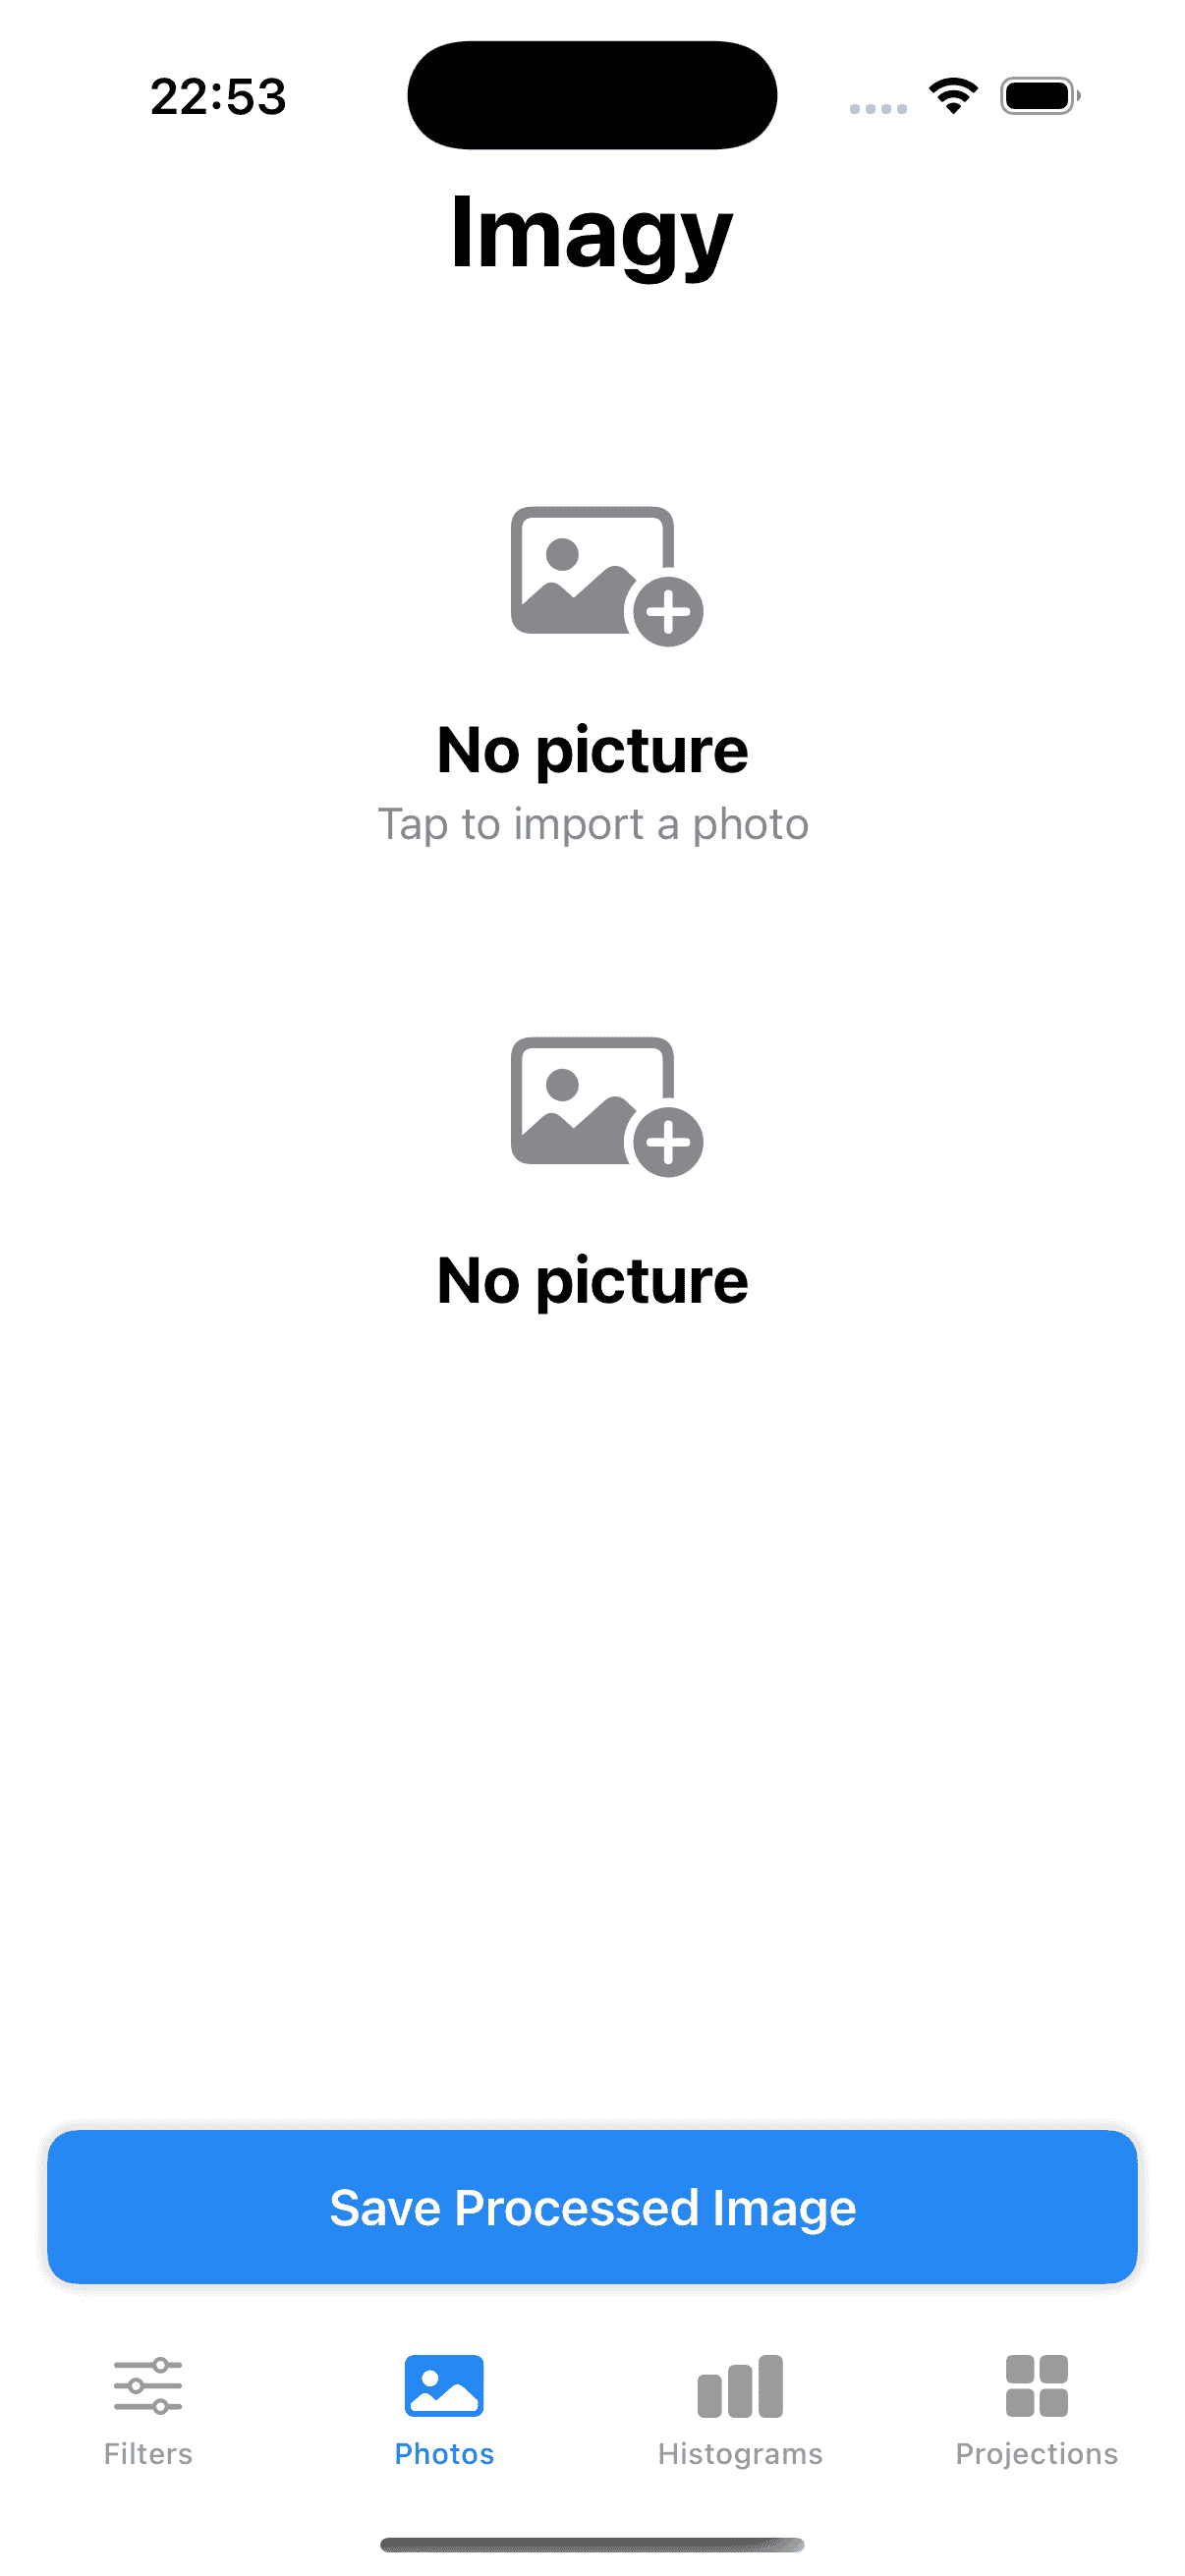 22:53
Imagy
No picture
Tap to import a photo
No picture
Save Processed Image
Filters
Photos
Histograms
Projections